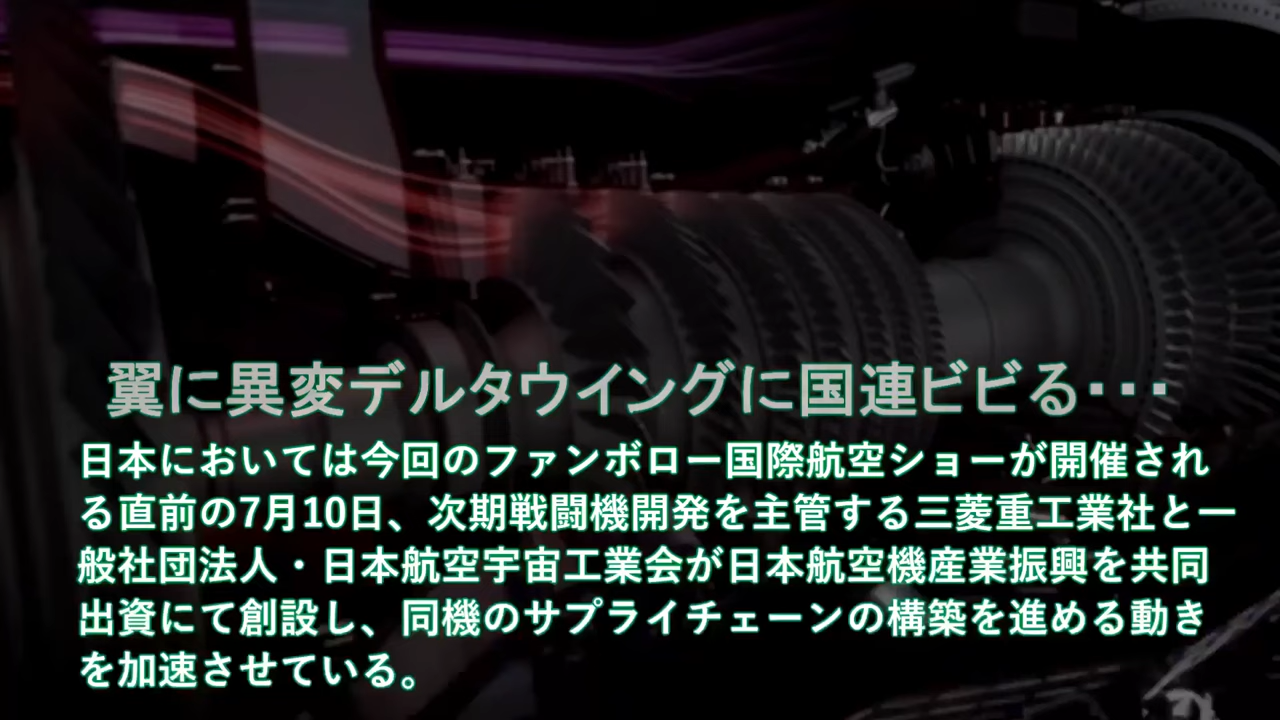 翼に異変デルタウイングに国連ビビる・・・
日本においては今回のファンボロー国際航空ショーが開催され
る直前の7月10日、次期戦闘機開発を主管する三菱重工業社と一
般社団法人・日本航空宇宙工業会が日本航空機産業振興を共同
出資にて創設し、同機のサプライチェーンの構築を進める動き
を加速させている。